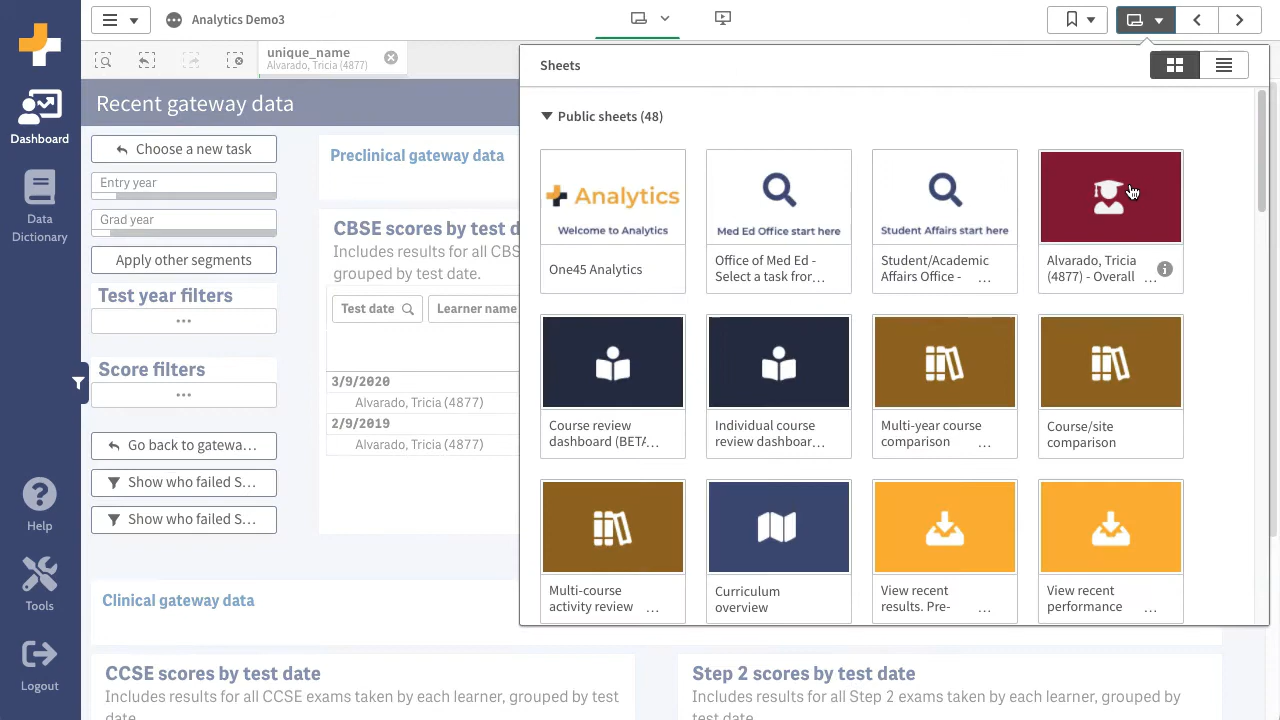 Analytics Demo3
unique_name
Alvarado, Tricia (4877)
Dashboard
Data
Dictionary
Help
Tools
Logout
Recent gateway data
Choose a new task
Entry year
Grad year
Apply other segments
Test year filters
...
Score filters
...
Go back to gatewa...
Show who failed S...
Show who failed S...
Preclinical gateway data
CBSE scores by test d
Includes results for all CBS
grouped by test date.
Test date
Learner name
3/9/2020
Alvarado, Tricia (4877)
2/9/2019
Alvarado, Tricia (4877)
Clinical gateway data
CCSE scores by test date
Includes results for all CCSE exams taken by each learner, grouped by test
date.
Step 2 scores by test date
Includes results for all Step 2 exams taken by each learner, grouped by
test date.
Sheets
Public sheets (48)
Analytics
Welcome to Analytics
One45 Analytics
Med Ed Office start here
Office of Med Ed -
Select a task fror...
Student Affairs start here
Student/Academic
Affairs Office - ...
Alvarado, Tricia
(4877) - Overall ...
Course review
dashboard (BETA...
Individual course
review dashboar...
Multi-year course
comparison ...
Course/site
comparison
Multi-course
activity review ...
Curriculum
overview
View recent
results. Pre- ...
View recent
performance ...